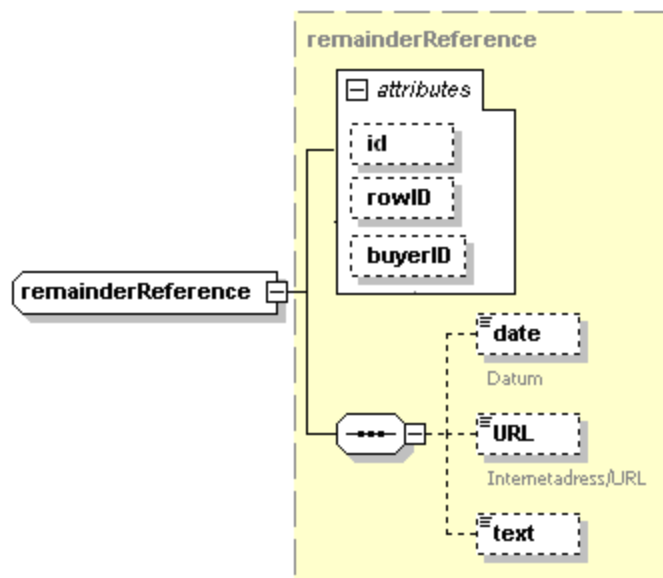 remainderReference
attributes
id
rowID
buyerID
remainderReference
date
Datum
URL
Internetadress/URL
text